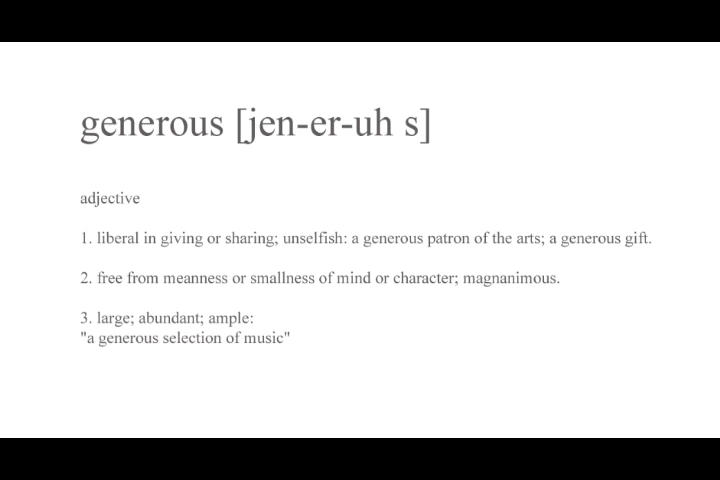 generous [jen-er-uh s]
adjective
1. liberal in giving or sharing; unselfish: a generous patron of the arts; a generous gift.
2. free from meanness or smallness of mind or character; magnanimous.
3. large; abundant; ample:
"a generous selection of music"